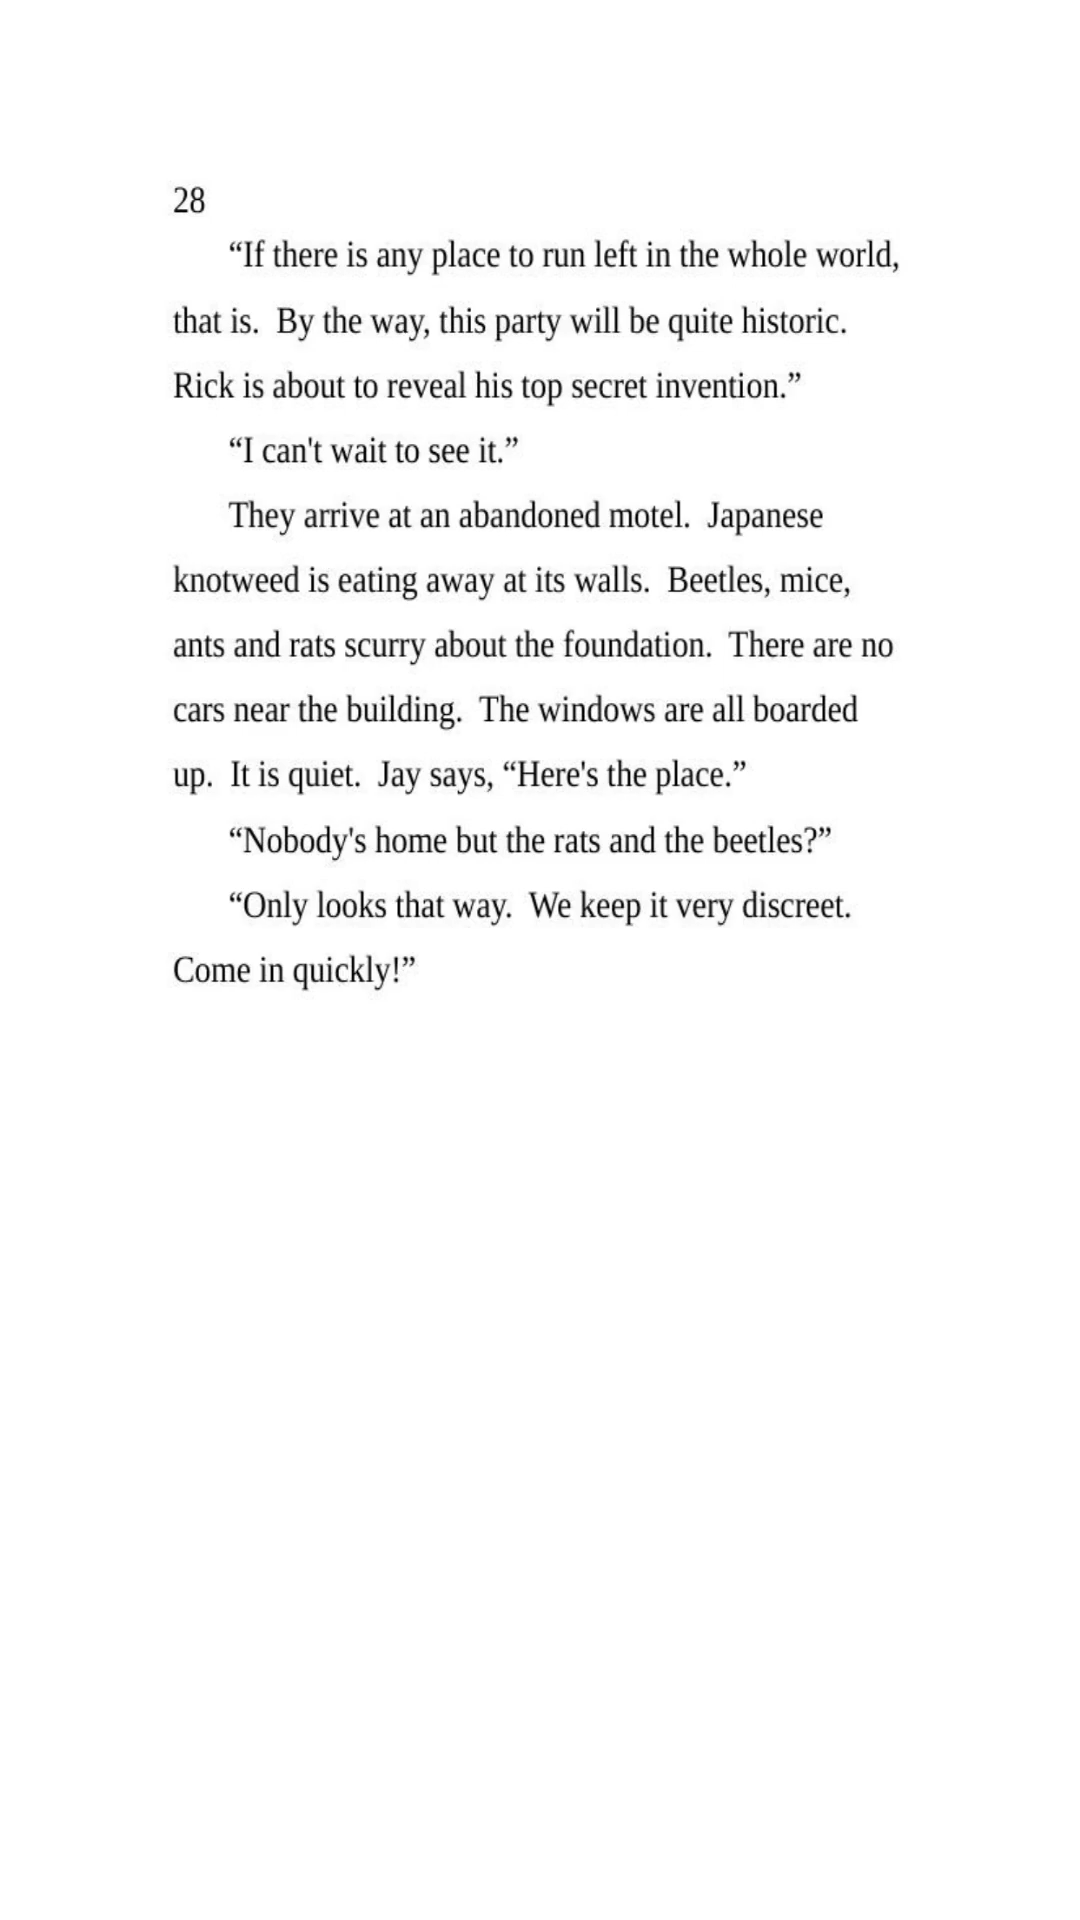 28
“If there is any place to run left in the whole world,
that is.  By the way, this party will be quite historic.
Rick is about to reveal his top secret invention.”
“I can't wait to see it.”
They arrive at an abandoned motel.  Japanese
knotweed is eating away at its walls.  Beetles, mice,
ants and rats scurry about the foundation.  There are no
cars near the building.  The windows are all boarded
up.  It is quiet.  Jay says, “Here's the place.”
“Nobody's home but the rats and the beetles?”
“Only looks that way.  We keep it very discreet.
Come in quickly!”